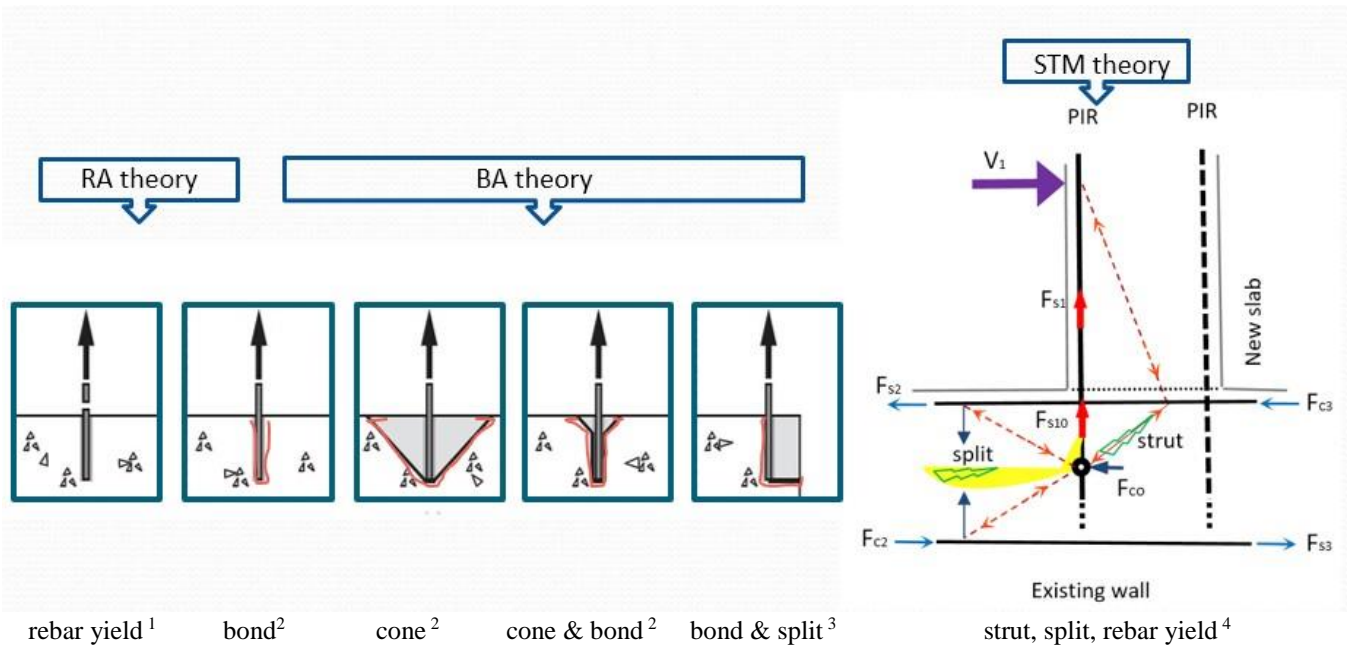 STM theory
PIR
PIR
RA theory
BA theory
V1
Fs1
New slab
Fs2
Fc3
Fs10
strut
split
Fco
Fc2
Fs3
Existing wall
rebar yield 1
bond2
cone 2
cone & bond 2
bond & split 3
strut, split, rebar yield 4